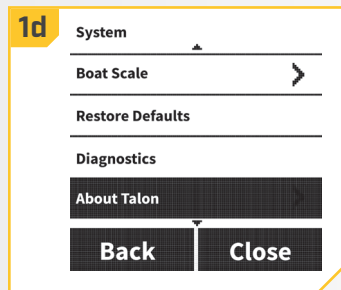 1d
System
Boat Scale
Restore Defaults
Diagnostics
About Talon
Back Close